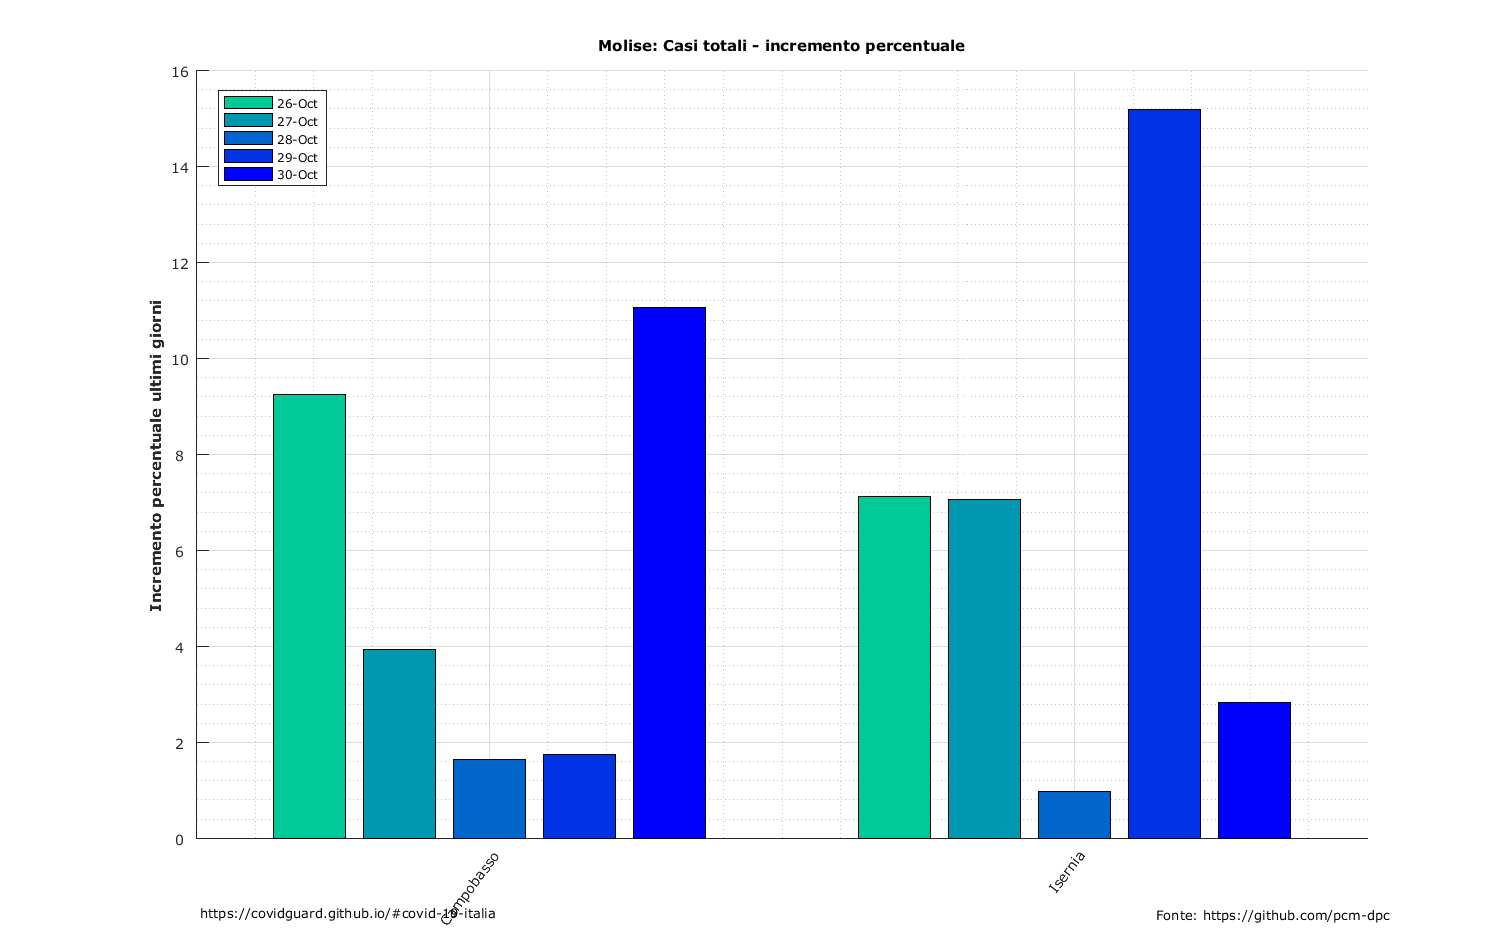 Molise: Casi totali - incremento percentuale
Incremento percentuale ultimi giorni
16
14
12
10
8
6
4
2
0
26-Oct
27-Oct
28-Oct
29-Oct
30-Oct
Campobasso
Isernia
https://covidguard.github.io/#covid-19-italia
Fonte: https://github.com/pcm-dpc